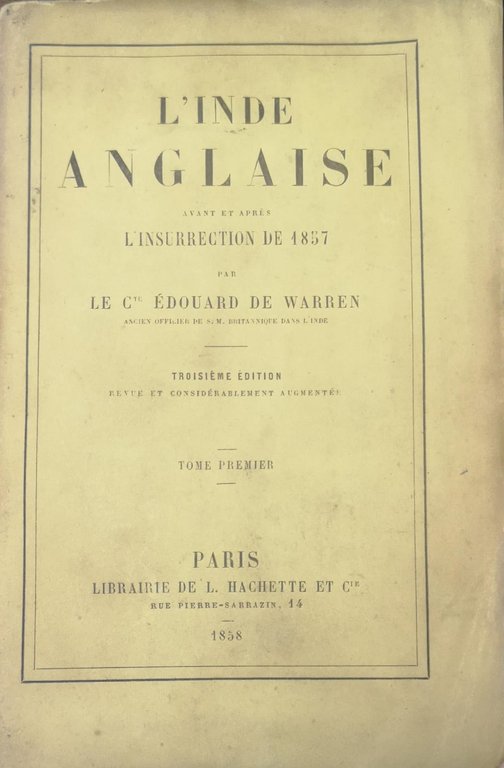 L'INDE
ANGLAISE
AVANT ET APRÈS
L'INSURRECTION DE 1857
PAR
LE Cᵀᴱ ÉDOUARD DE WARREN
ANCIEN OFFICIER DE S. M. BRITANNIQUE DANS L'INDE
TROISIÈME ÉDITION
REVUE ET CONSIDÉRABLEMENT AUGMENTÉE
TOME PREMIER
PARIS
LIBRAIRIE DE L. HACHETTE ET Cᴵᴱ
RUE PIERRE-SARRAZIN, 14
1858